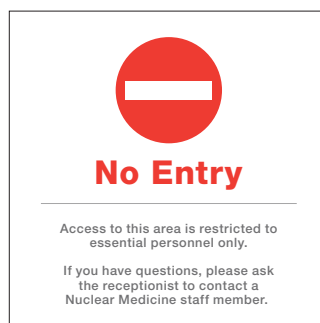 No Entry
Access to this area is restricted to
essential personnel only.
If you have questions, please ask
the receptionist to contact a
Nuclear Medicine staff member.